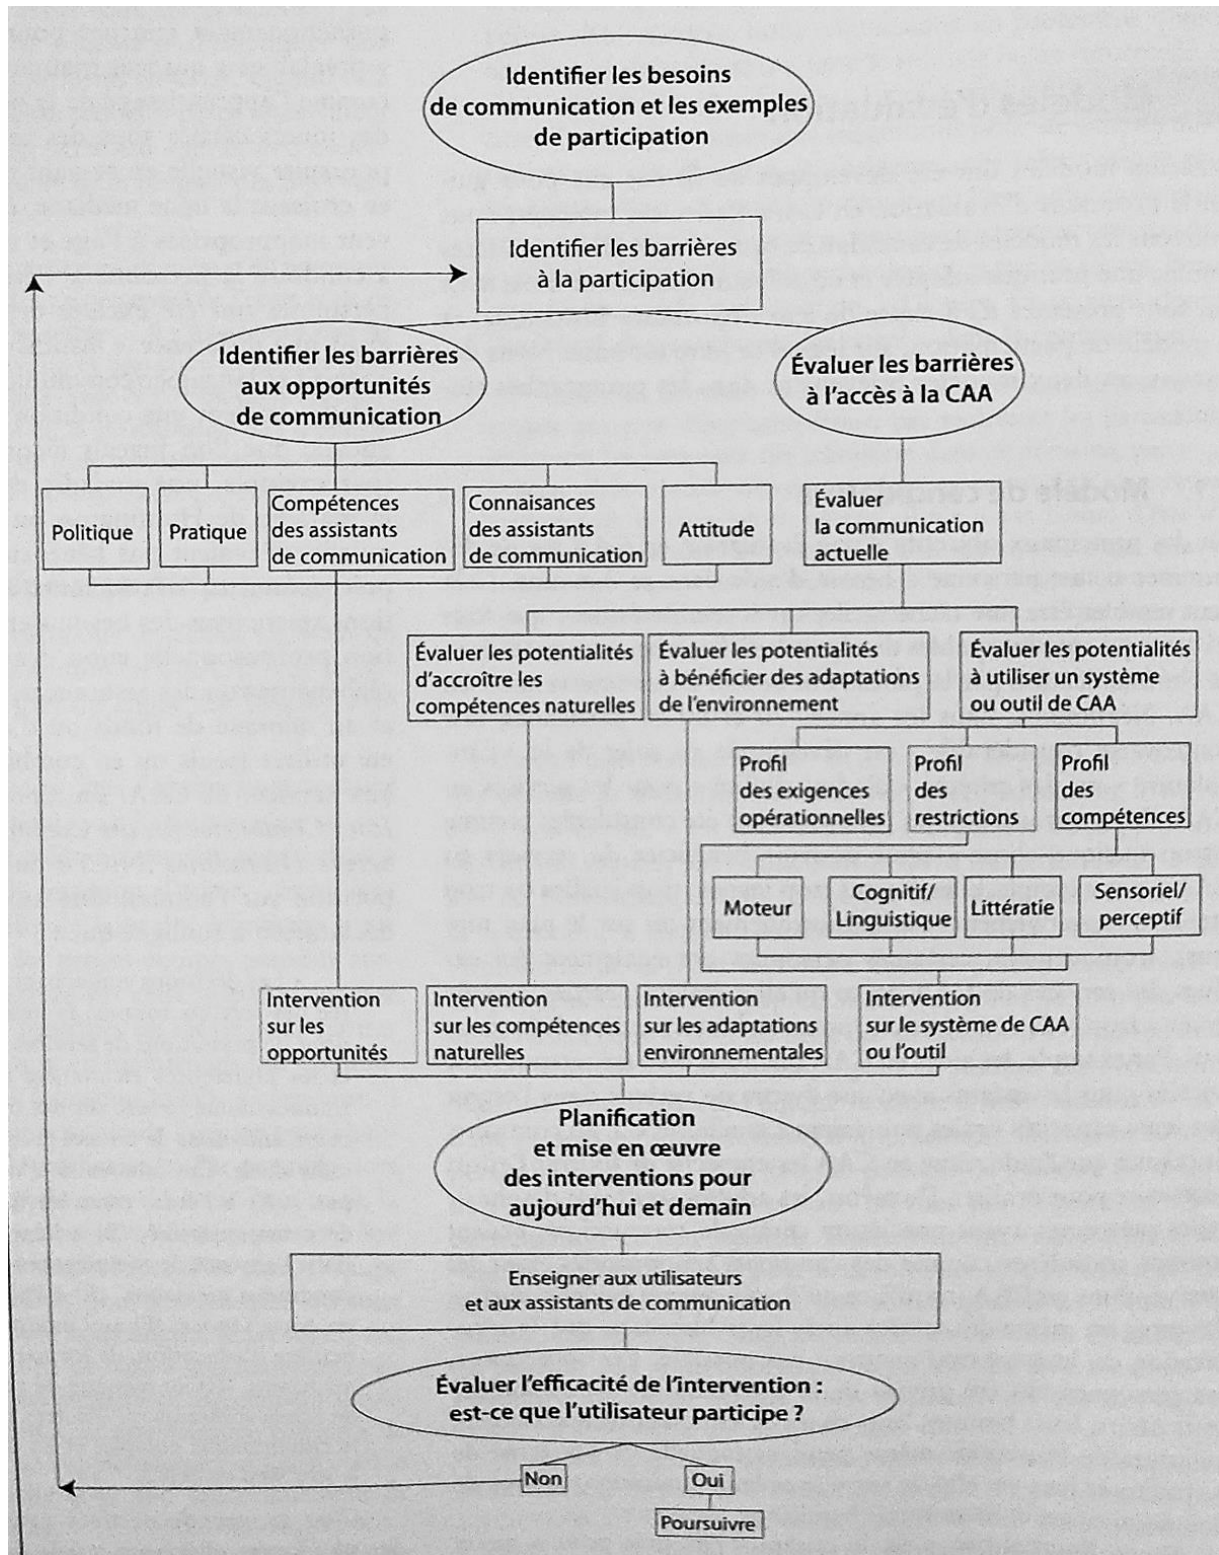 Identifier les besoins
de communication et les exemples
de participation
Identifier les barrières
à la participation
Identifier les barrières
aux opportunités
de communication
Évaluer les barrières
à l'accès à la CAA
Politique
Pratique
Compétences
des assistants
de communication
Connaissances
des assistants
de communication
Attitude
Évaluer
la communication
actuelle
Évaluer les potentialités
d'accroître les
compétences naturelles
Évaluer les potentialités
à bénéficier des adaptations
de l'environnement
Évaluer les potentialités
à utiliser un système
ou outil de CAA
Profil
des exigences
opérationnelles
Profil
des
restrictions
Profil
des
compétences
Moteur
Cognitif/
Linguistique
Littératie
Sensoriel/
perceptif
Intervention
sur les
opportunités
Intervention
sur les compétences
naturelles
Intervention
sur les adaptations
environnementales
Intervention
sur le système de CAA
ou l'outil
Planification
et mise en œuvre
des interventions pour
aujourd'hui et demain
Enseigner aux utilisateurs
et aux assistants de communication
Évaluer l'efficacité de l'intervention :
est-ce que l'utilisateur participe ?
Non
Oui
Poursuivre